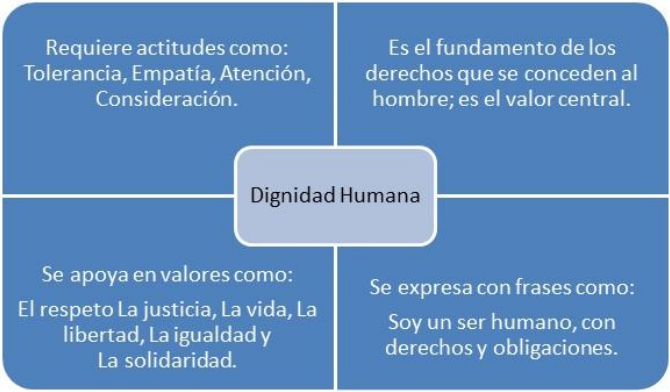 Requiere actitudes como:
Tolerancia, Empatía, Atención,
Consideración.
Es el fundamento de los
derechos que se conceden al
hombre; es el valor central.
Dignidad Humana
Se apoya en valores como:
El respeto La justicia, La vida, La
libertad, La igualdad y
La solidaridad.
Se expresa con frases como:
Soy un ser humano, con
derechos y obligaciones.